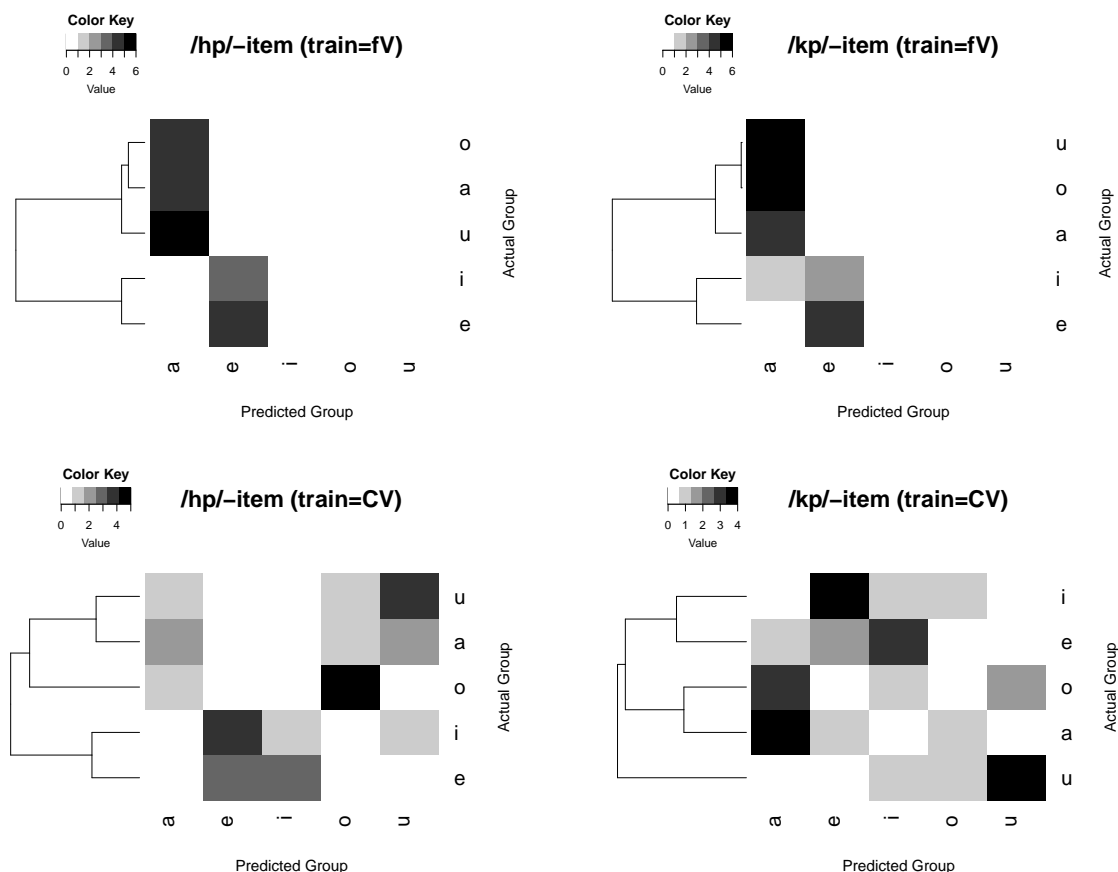 Color Key
0 2 4 6
Value
/hp/−item (train=fV)
o
a
u
i
e
Actual Group
a e i o u
Predicted Group
Color Key
0 2 4 6
Value
/kp/−item (train=fV)
u
o
a
i
e
Actual Group
a e i o u
Predicted Group
Color Key
0 2 4
Value
/hp/−item (train=CV)
u
a
o
i
e
Actual Group
a e i o u
Predicted Group
Color Key
0 1 2 3 4
Value
/kp/−item (train=CV)
i
e
o
a
u
Actual Group
a e i o u
Predicted Group